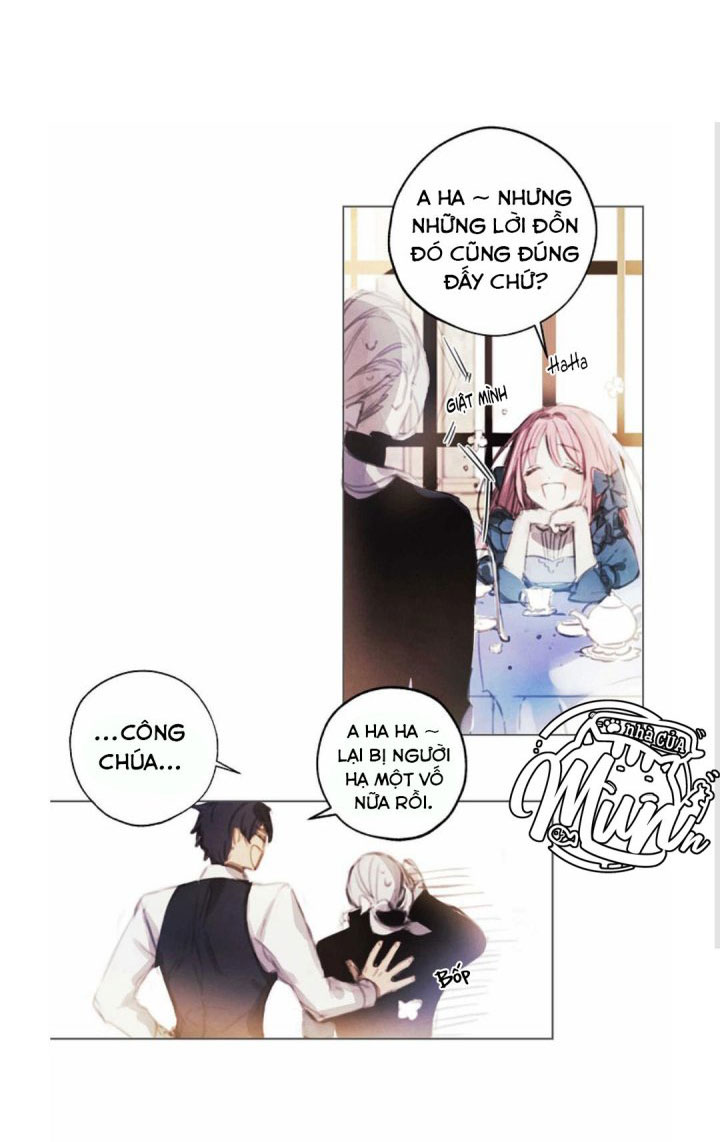 A HA ~ NHƯNG
NHỮNG LỜI ĐỒN
ĐÓ CŨNG ĐÚNG
ĐẤY CHỨ?
HaHa
GIẬT MÌNH
...CÔNG
CHÚA...
A HA HA ~
LẠI BỊ NGƯỜI
HẠ MỘT VỐ
NỮA RỒI.
nhà CỦA
Mun
Bốp